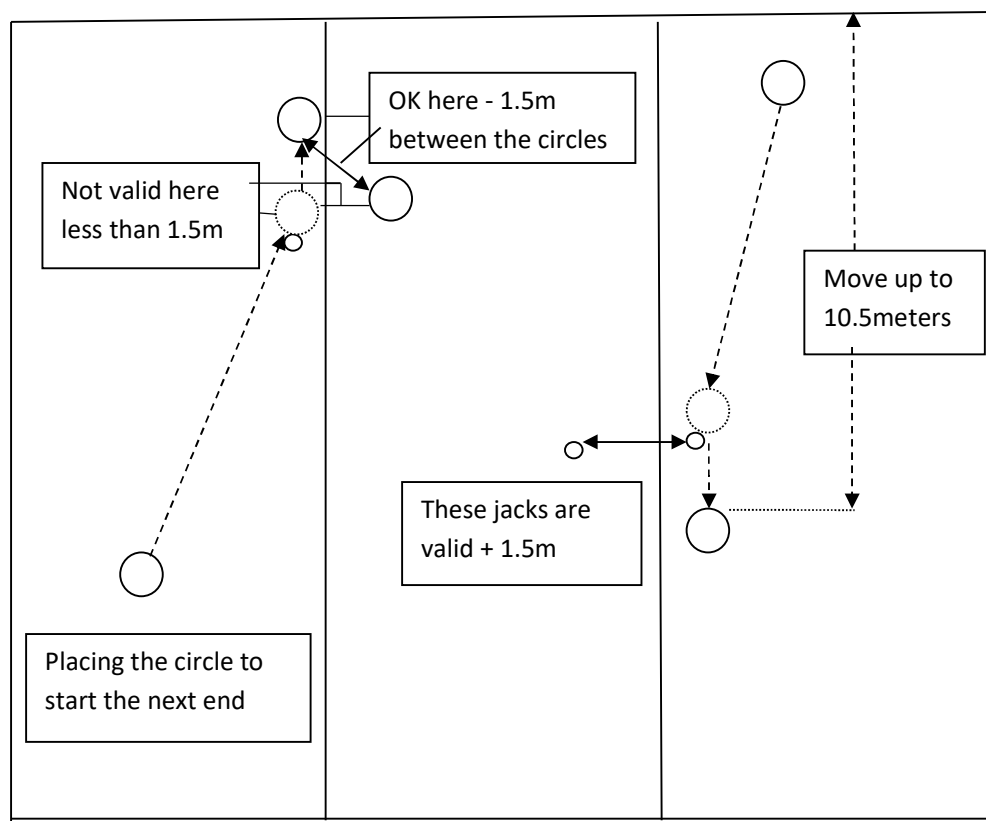 OK here - 1.5m
between the circles
Not valid here
less than 1.5m
Move up to
10.5meters
These jacks are
valid + 1.5m
Placing the circle to
start the next end